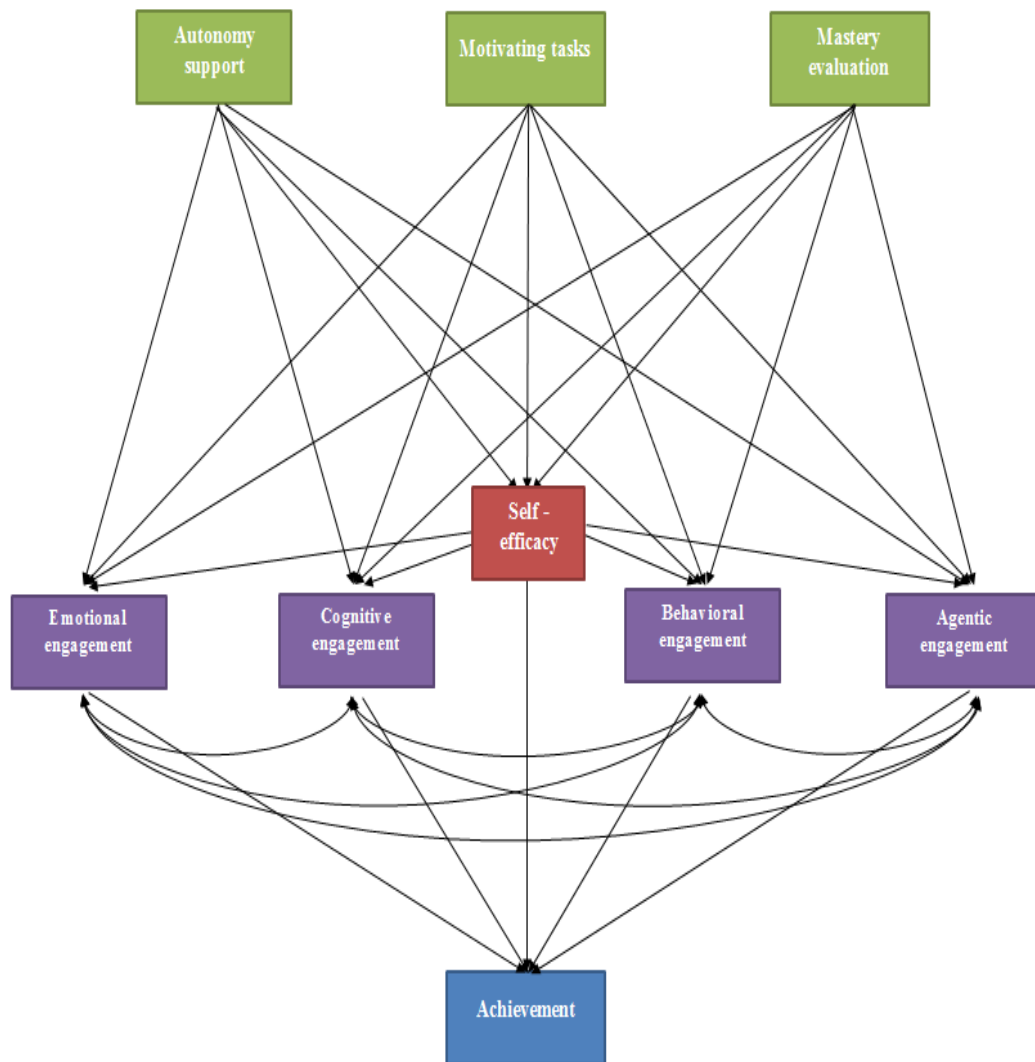 Autonomy
support
Motivating tasks
Mastery
evaluation
Self -
efficacy
Emotional
engagement
Cognitive
engagement
Behavioral
engagement
Agentic
engagement
Achievement